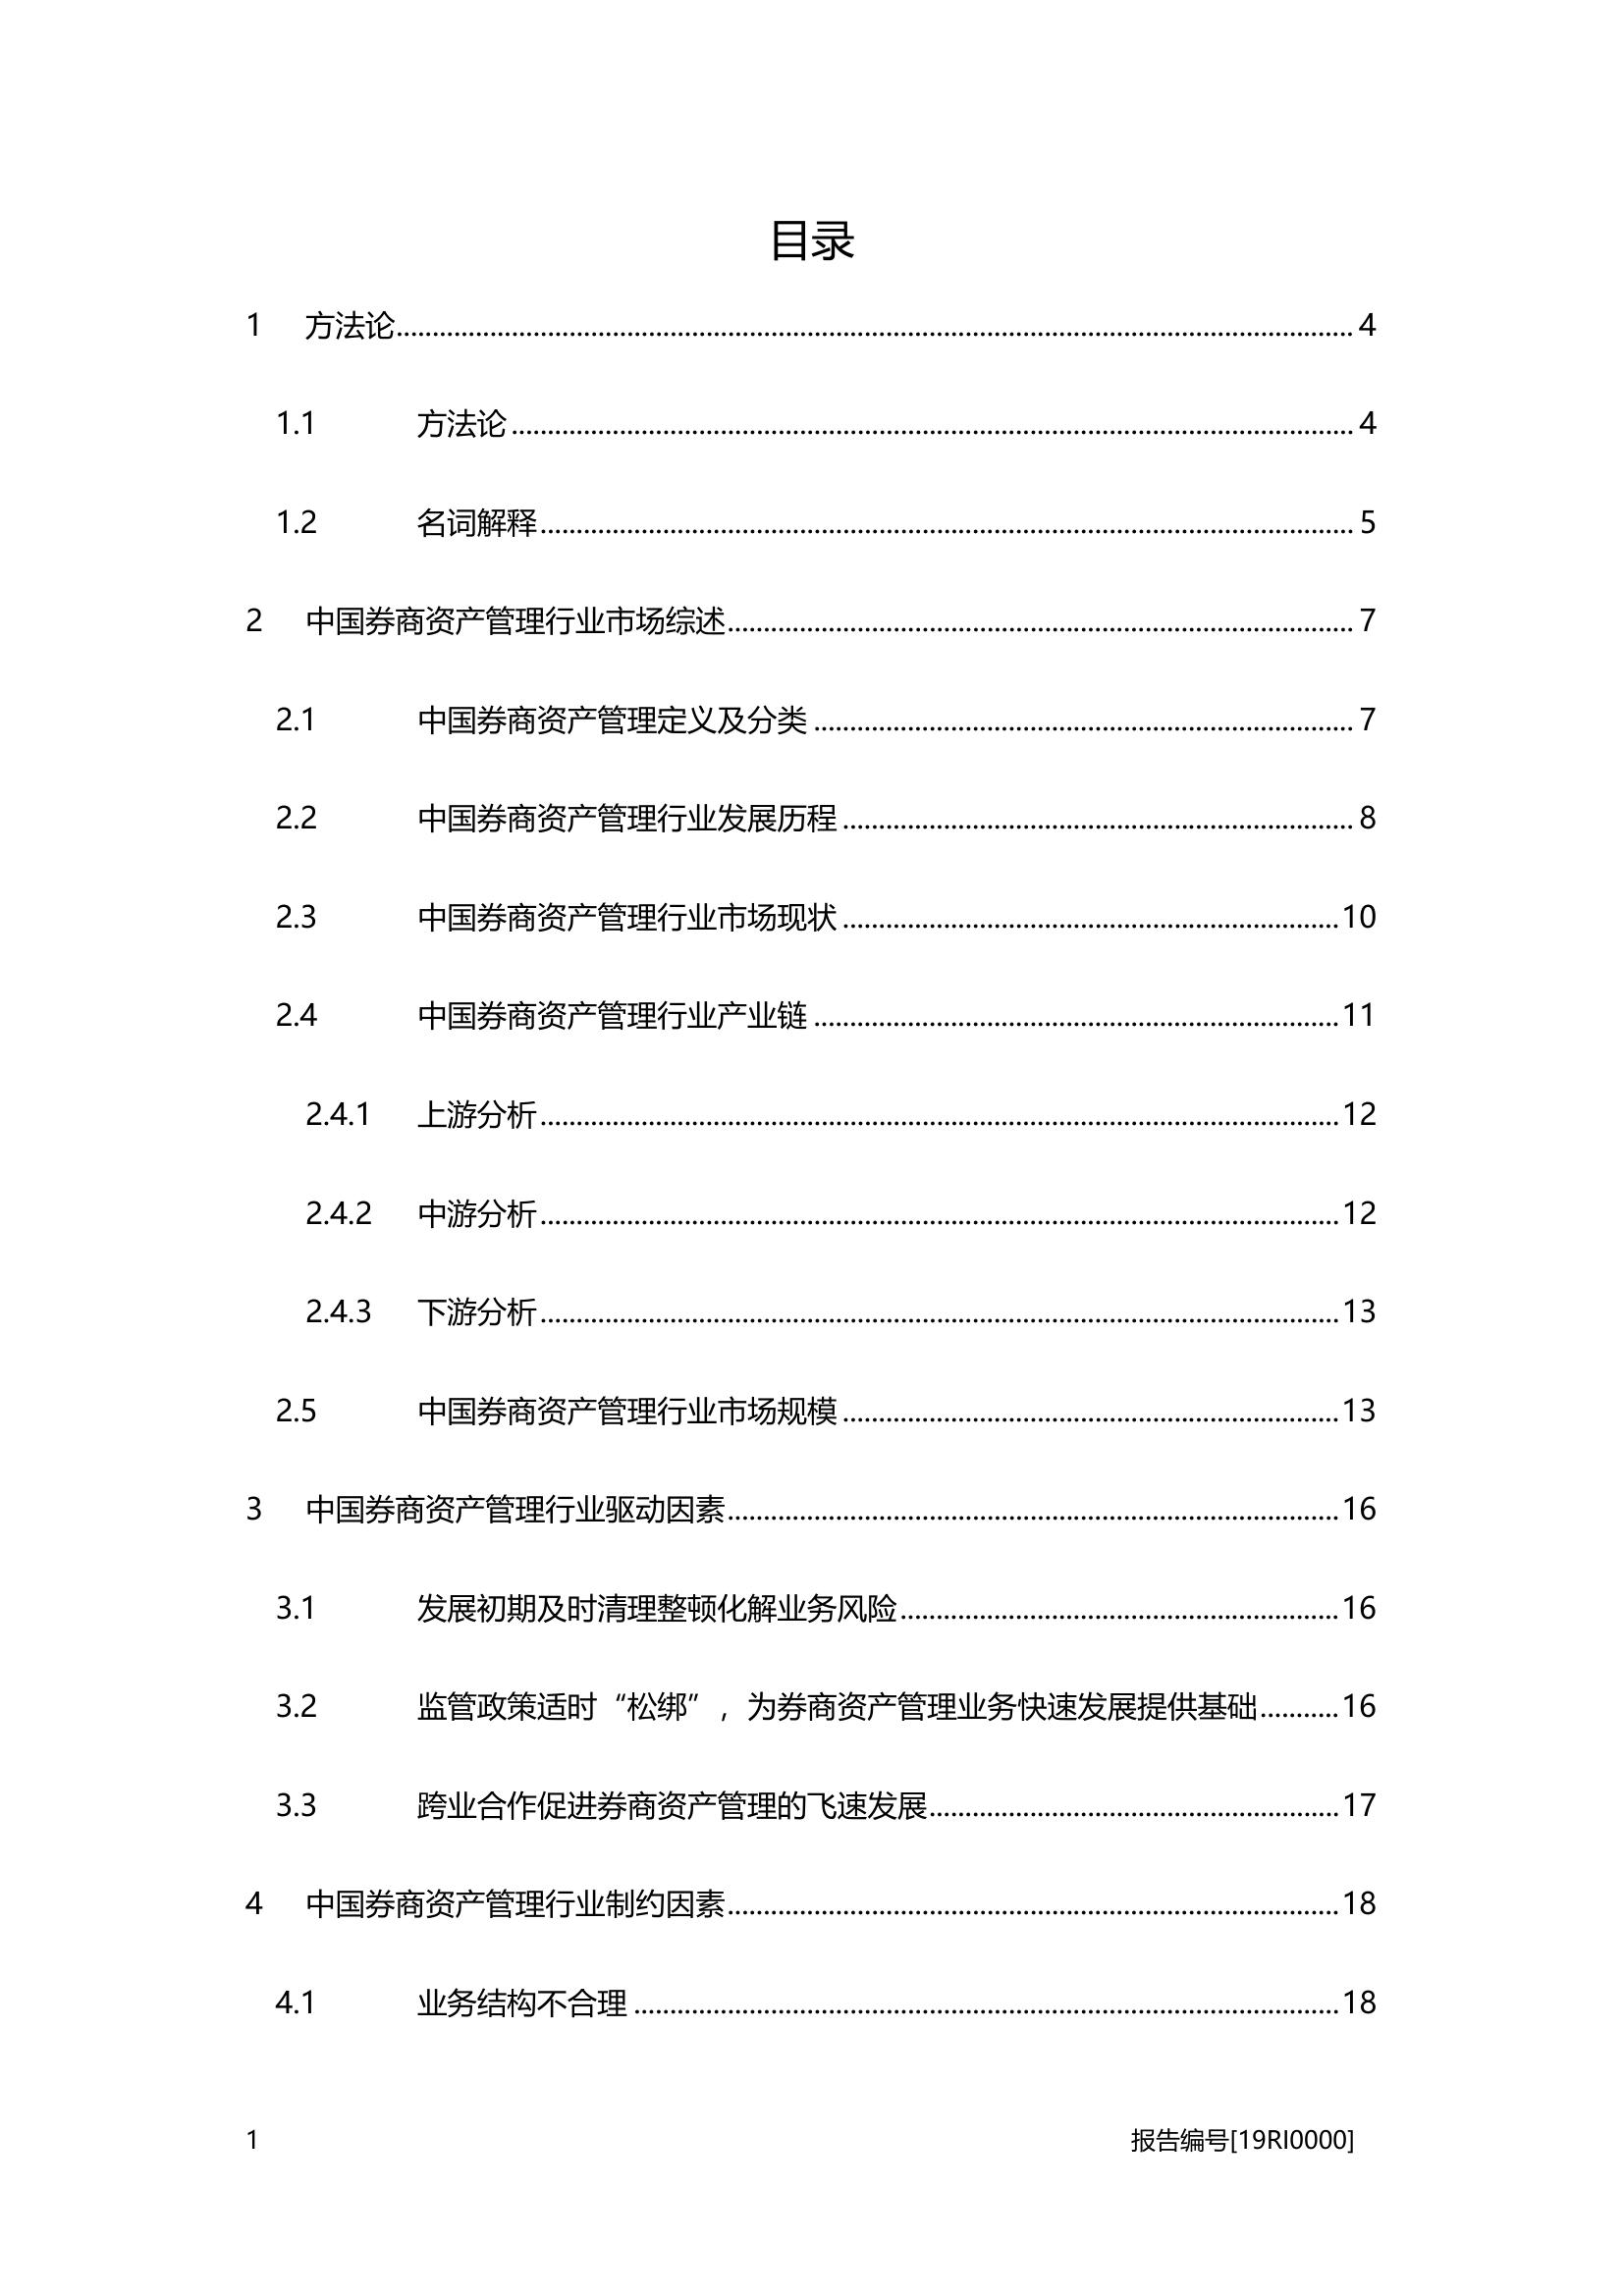 目录
1 方法论 4
1.1 方法论 4
1.2 名词解释 5
2 中国券商资产管理行业市场综述 7
2.1 中国券商资产管理定义及分类 7
2.2 中国券商资产管理行业发展历程 8
2.3 中国券商资产管理行业市场现状 10
2.4 中国券商资产管理行业产业链 11
2.4.1 上游分析 12
2.4.2 中游分析 12
2.4.3 下游分析 13
2.5 中国券商资产管理行业市场规模 13
3 中国券商资产管理行业驱动因素 16
3.1 发展初期及时清理整顿化解业务风险 16
3.2 监管政策适时“松绑”，为券商资产管理业务快速发展提供基础 16
3.3 跨业合作促进券商资产管理的飞速发展 17
4 中国券商资产管理行业制约因素 18
4.1 业务结构不合理 18
1 报告编号[19RI0000]